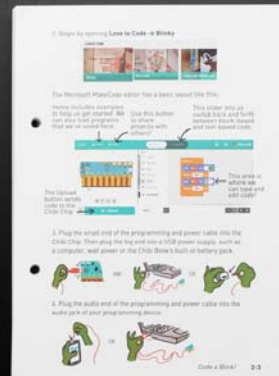 2. Begin by opening Love to Code → Blinky
The Microsoft MakeCode editor has a basic layout like this.
Home includes examples
to help us get started. We
can also load programs
that we've saved here.
Use this button
to share
projects with
others!
This slider lets us
switch back and forth
between block-based
and text-based code.
The Upload
button sends
code to the
Chibi Chip
This area is
where we
can type and
edit code!
3. Plug the small end of the programming and power cable into the
Chibi Chip. Then plug the big end into a USB power supply, such as
a computer, wall power or the Chibi Book's built-in battery pack.
AND
OR
4. Plug the audio end of the programming and power cable into the
audio jack of your programming device.
OR
Code a Blink! 2-3